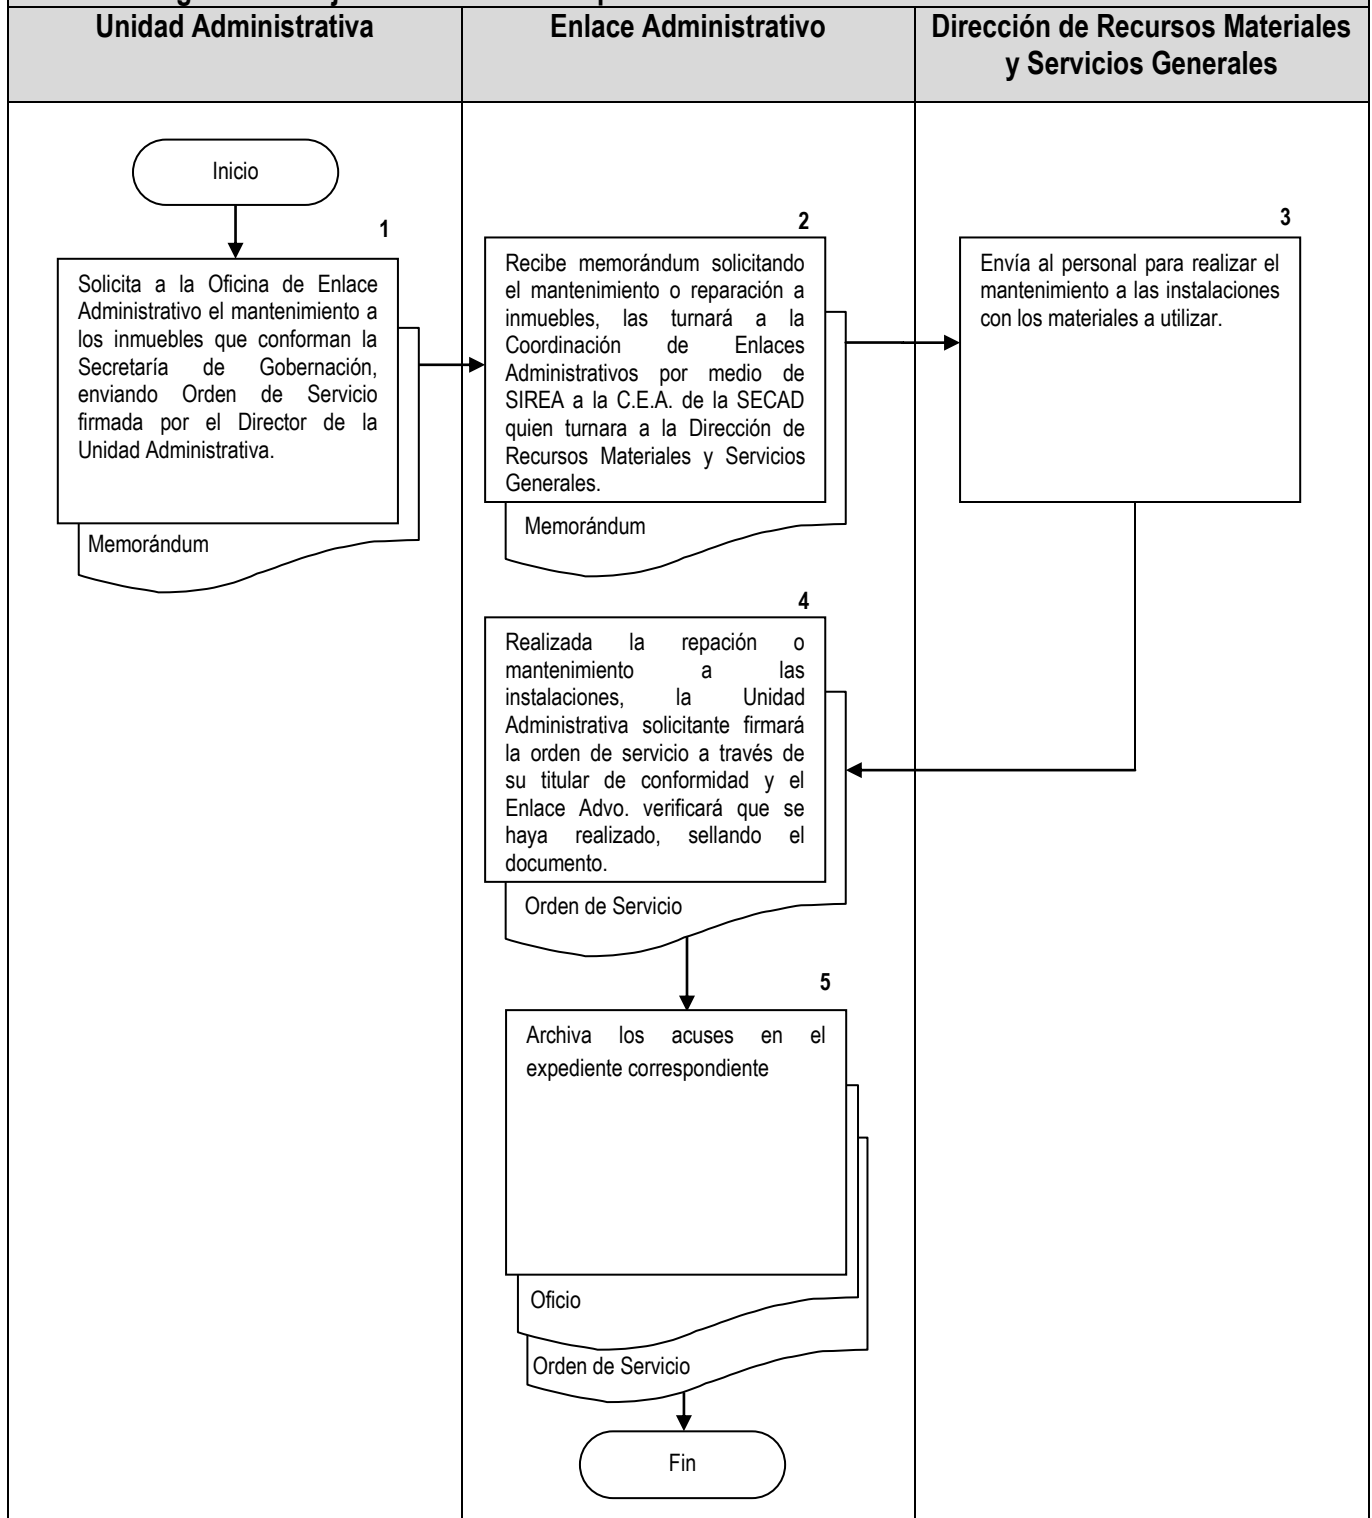 Unidad Administrativa
Enlace Administrativo
Dirección de Recursos Materiales
y Servicios Generales
Inicio
1
Solicita a la Oficina de Enlace
Administrativo el mantenimiento a
los inmuebles que conforman la
Secretaría de Gobernación,
enviando Orden de Servicio
firmada por el Director de la
Unidad Administrativa.
Memorándum
2
Recibe memorándum solicitando
el mantenimiento o reparación a
inmuebles, las turnará a la
Coordinación de Enlaces
Administrativos por medio de
SIREA a la C.E.A. de la SECAD
quien turnara a la Dirección de
Recursos Materiales y Servicios
Generales.
Memorándum
3
Envía al personal para realizar el
mantenimiento a las instalaciones
con los materiales a utilizar.
4
Realizada la repación o
mantenimiento a las
instalaciones, la Unidad
Administrativa solicitante firmará
la orden de servicio a través de
su titular de conformidad y el
Enlace Advo. verificará que se
haya realizado, sellando el
documento.
Orden de Servicio
5
Archiva los acuses en el
expediente correspondiente
Oficio
Orden de Servicio
Fin